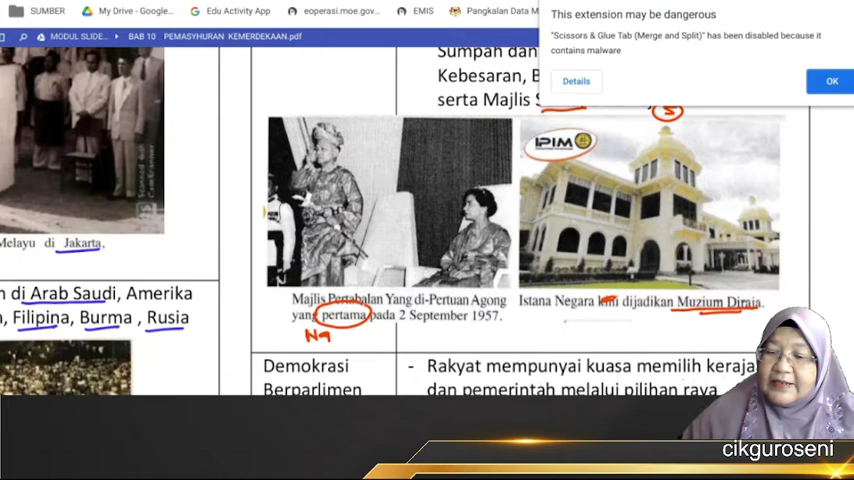 SUMBER
My Drive - Google...
Edu Activity App
eoperasi.moe.gov...
EMIS
Pangkalan Data M
This extension may be dangerous
"Scissors & Glue Tab (Merge and Split)" has been disabled because it
contains malware
Details
OK
MODUL SLIDE...
BAB 10 PEMASYHURAN KEMERDEKAAN.pdf
Sumpah dan
Kebesaran, B
serta Majlis S
5
IPIM
Melayu di Jakarta,
di Arab Saudi, Amerika
Filipina, Burma , Rusia
Majlis Pertabalan Yang di-Pertuan Agong
yang pertama pada 2 September 1957.
Istana Negara kini dijadikan Muzium Diraja.
Demokrasi
Berparlimen
- Rakyat mempunyai kuasa memilih keraja
dan pemerintah melalui pilihan raya.
cikguroseni